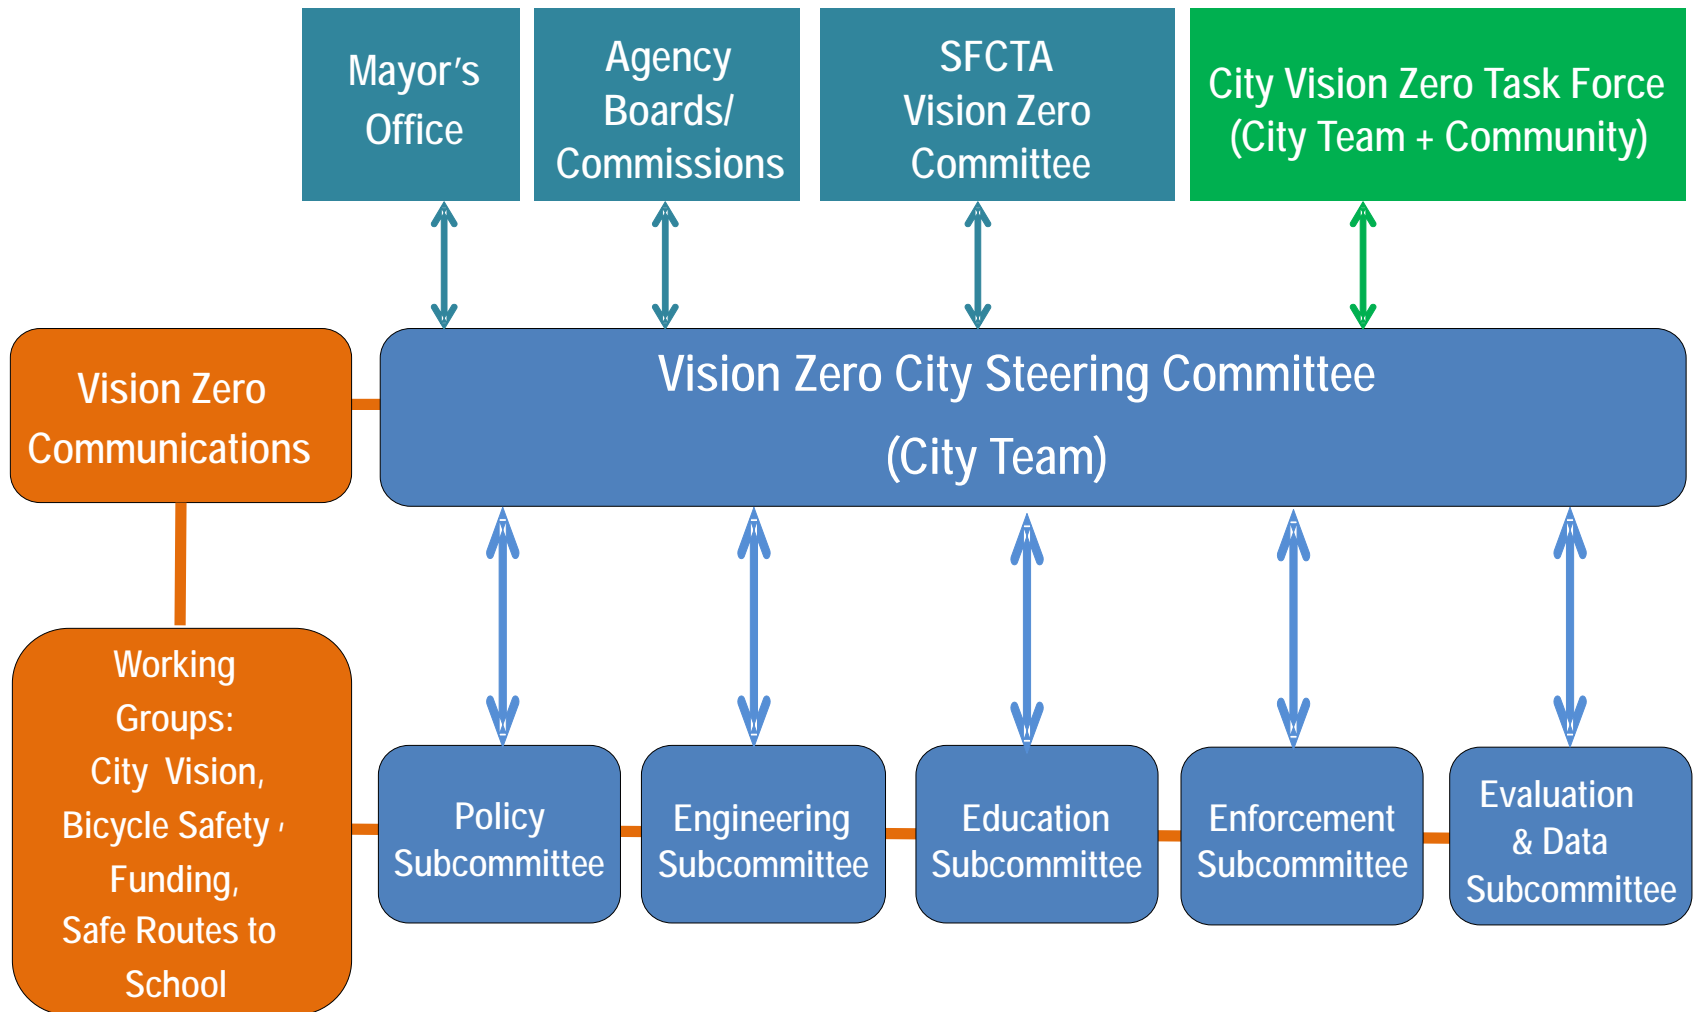 Mayor's
Office
Agency
Boards/
Commissions
SFCTA
Vision Zero
Committee
City Vision Zero Task Force
(City Team + Community)
Vision Zero
Communications
Vision Zero City Steering Committee
(City Team)
Working
Groups:
City Vision,
Bicycle Safety,
Funding,
Safe Routes to
School
Policy
Subcommittee
Engineering
Subcommittee
Education
Subcommittee
Enforcement
Subcommittee
Evaluation
& Data
Subcommittee